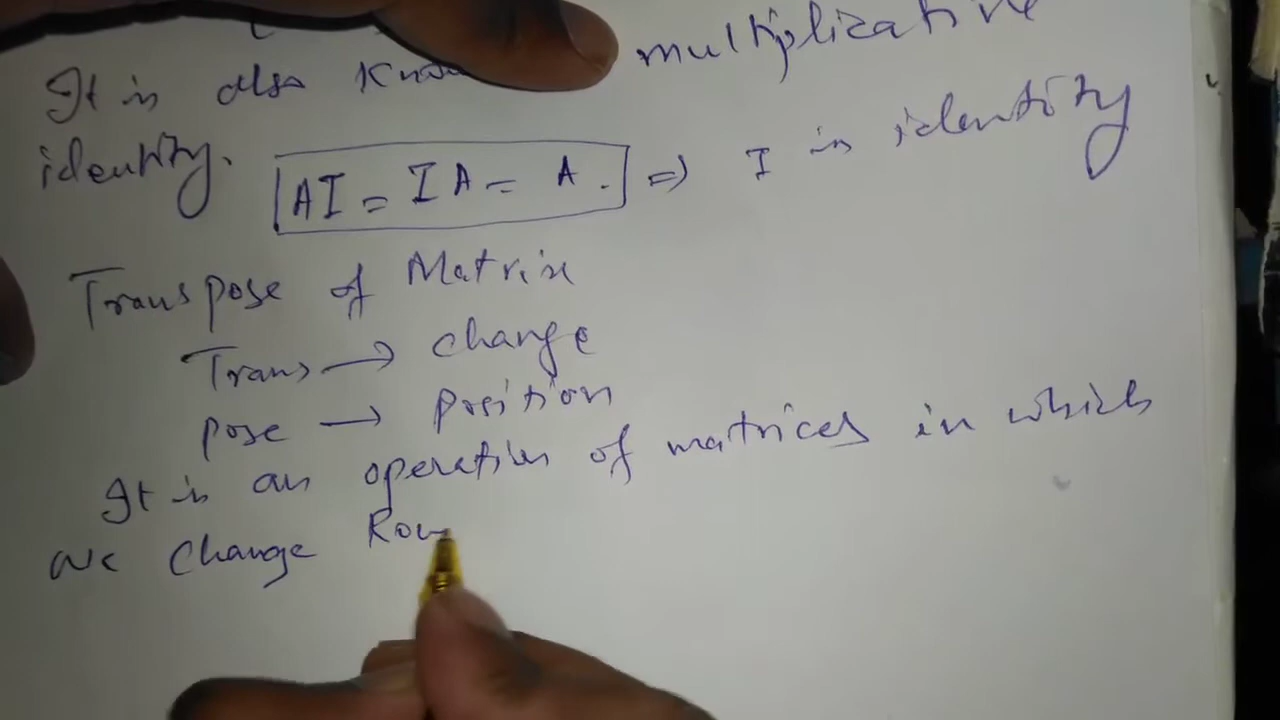 It is also multiplicative
identity. AI = IA = A. => I is identity
Transpose of Matrix
Trans → change
pose → position
It is an operation of matrices in which
we change Row